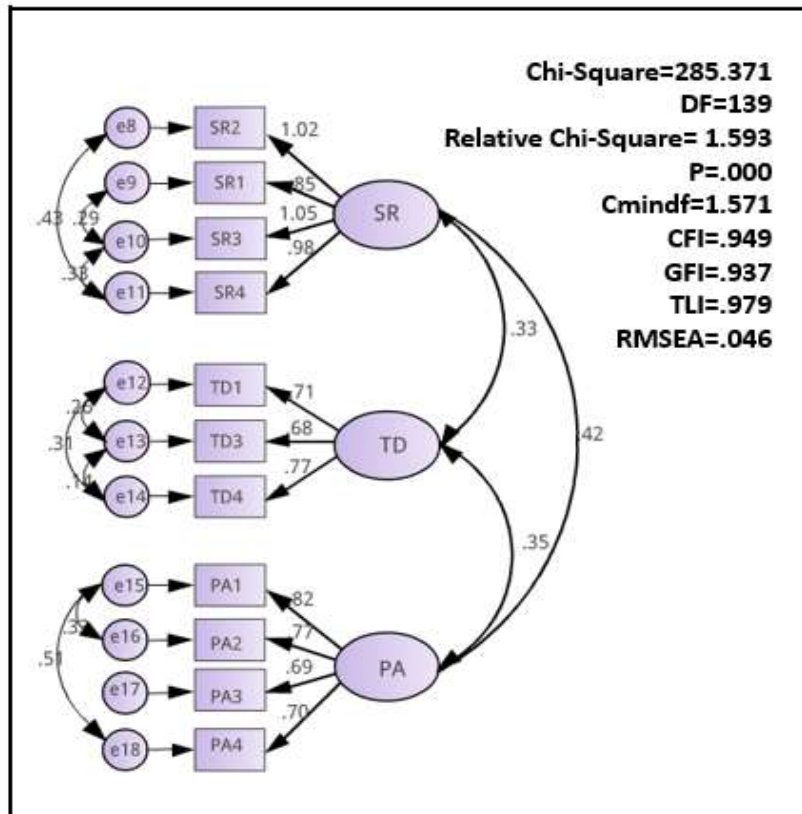 Chi-Square=285.371
DF=139
Relative Chi-Square= 1.593
P=.000
Cmindf=1.571
CFI=.949
GFI=.937
TLI=.979
RMSEA=.046
e8 SR2 1.02
e9 SR1 .85
.43 .29 SR
e10 SR3 1.05
.98
e11 SR4
.33
e12 TD1 .71
.31 e13 TD3 .68 TD
.77
e14 TD4
.42
.35
e15 PA1 .82
e16 PA2 .77
.51 PA
e17 PA3 .69
.70
e18 PA4